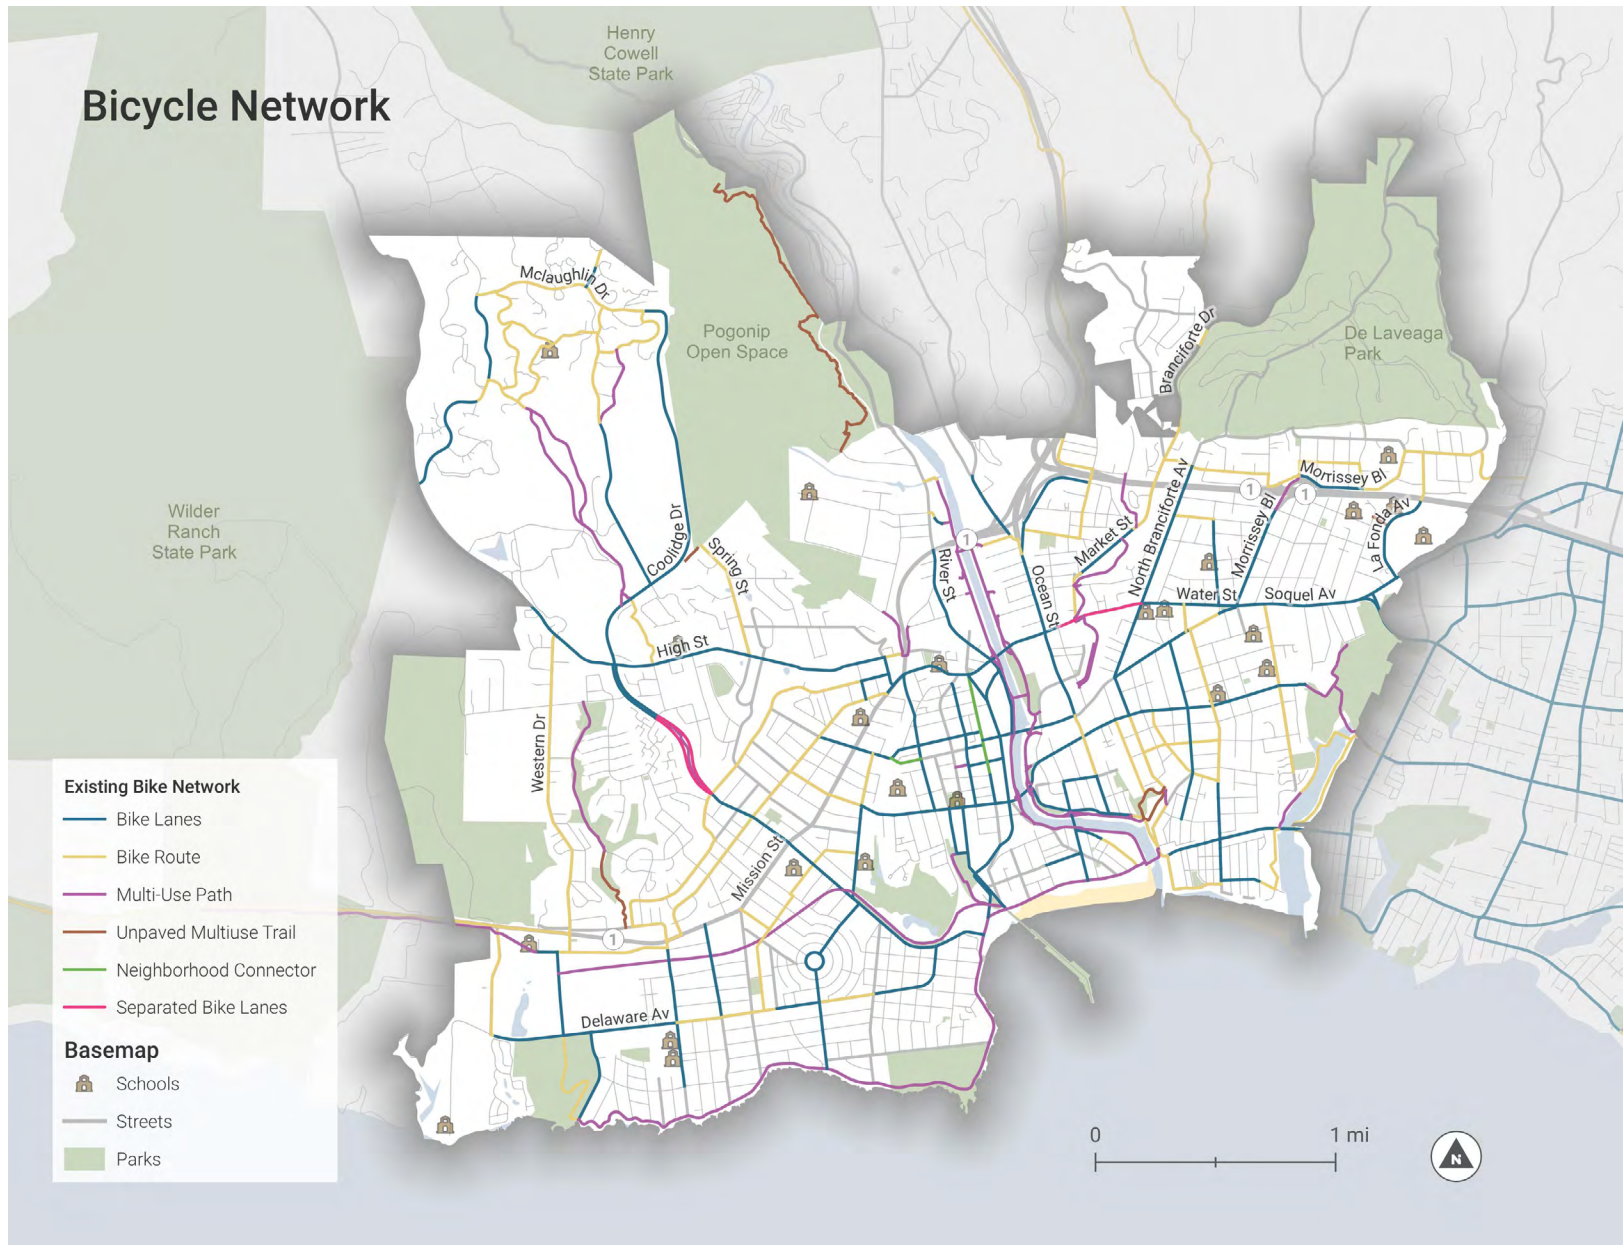 Henry
Cowell
State Park
Bicycle Network
Mclaughlin Dr
Pogonip
Open Space
De Laveaga
Park
Branciforte Dr
Wilder
Ranch
State Park
Coolidge Dr
Spring St
River St
Ocean St
Market St
North Branciforte Av
Morrissey Bl
Morrissey Bl
La Fonda Av
1
1
1
Water St
Soquel Av
High St
Western Dr
Mission St
1
Delaware Av
Existing Bike Network
Bike Lanes
Bike Route
Multi-Use Path
Unpaved Multiuse Trail
Neighborhood Connector
Separated Bike Lanes
Basemap
Schools
Streets
Parks
0
1 mi
N